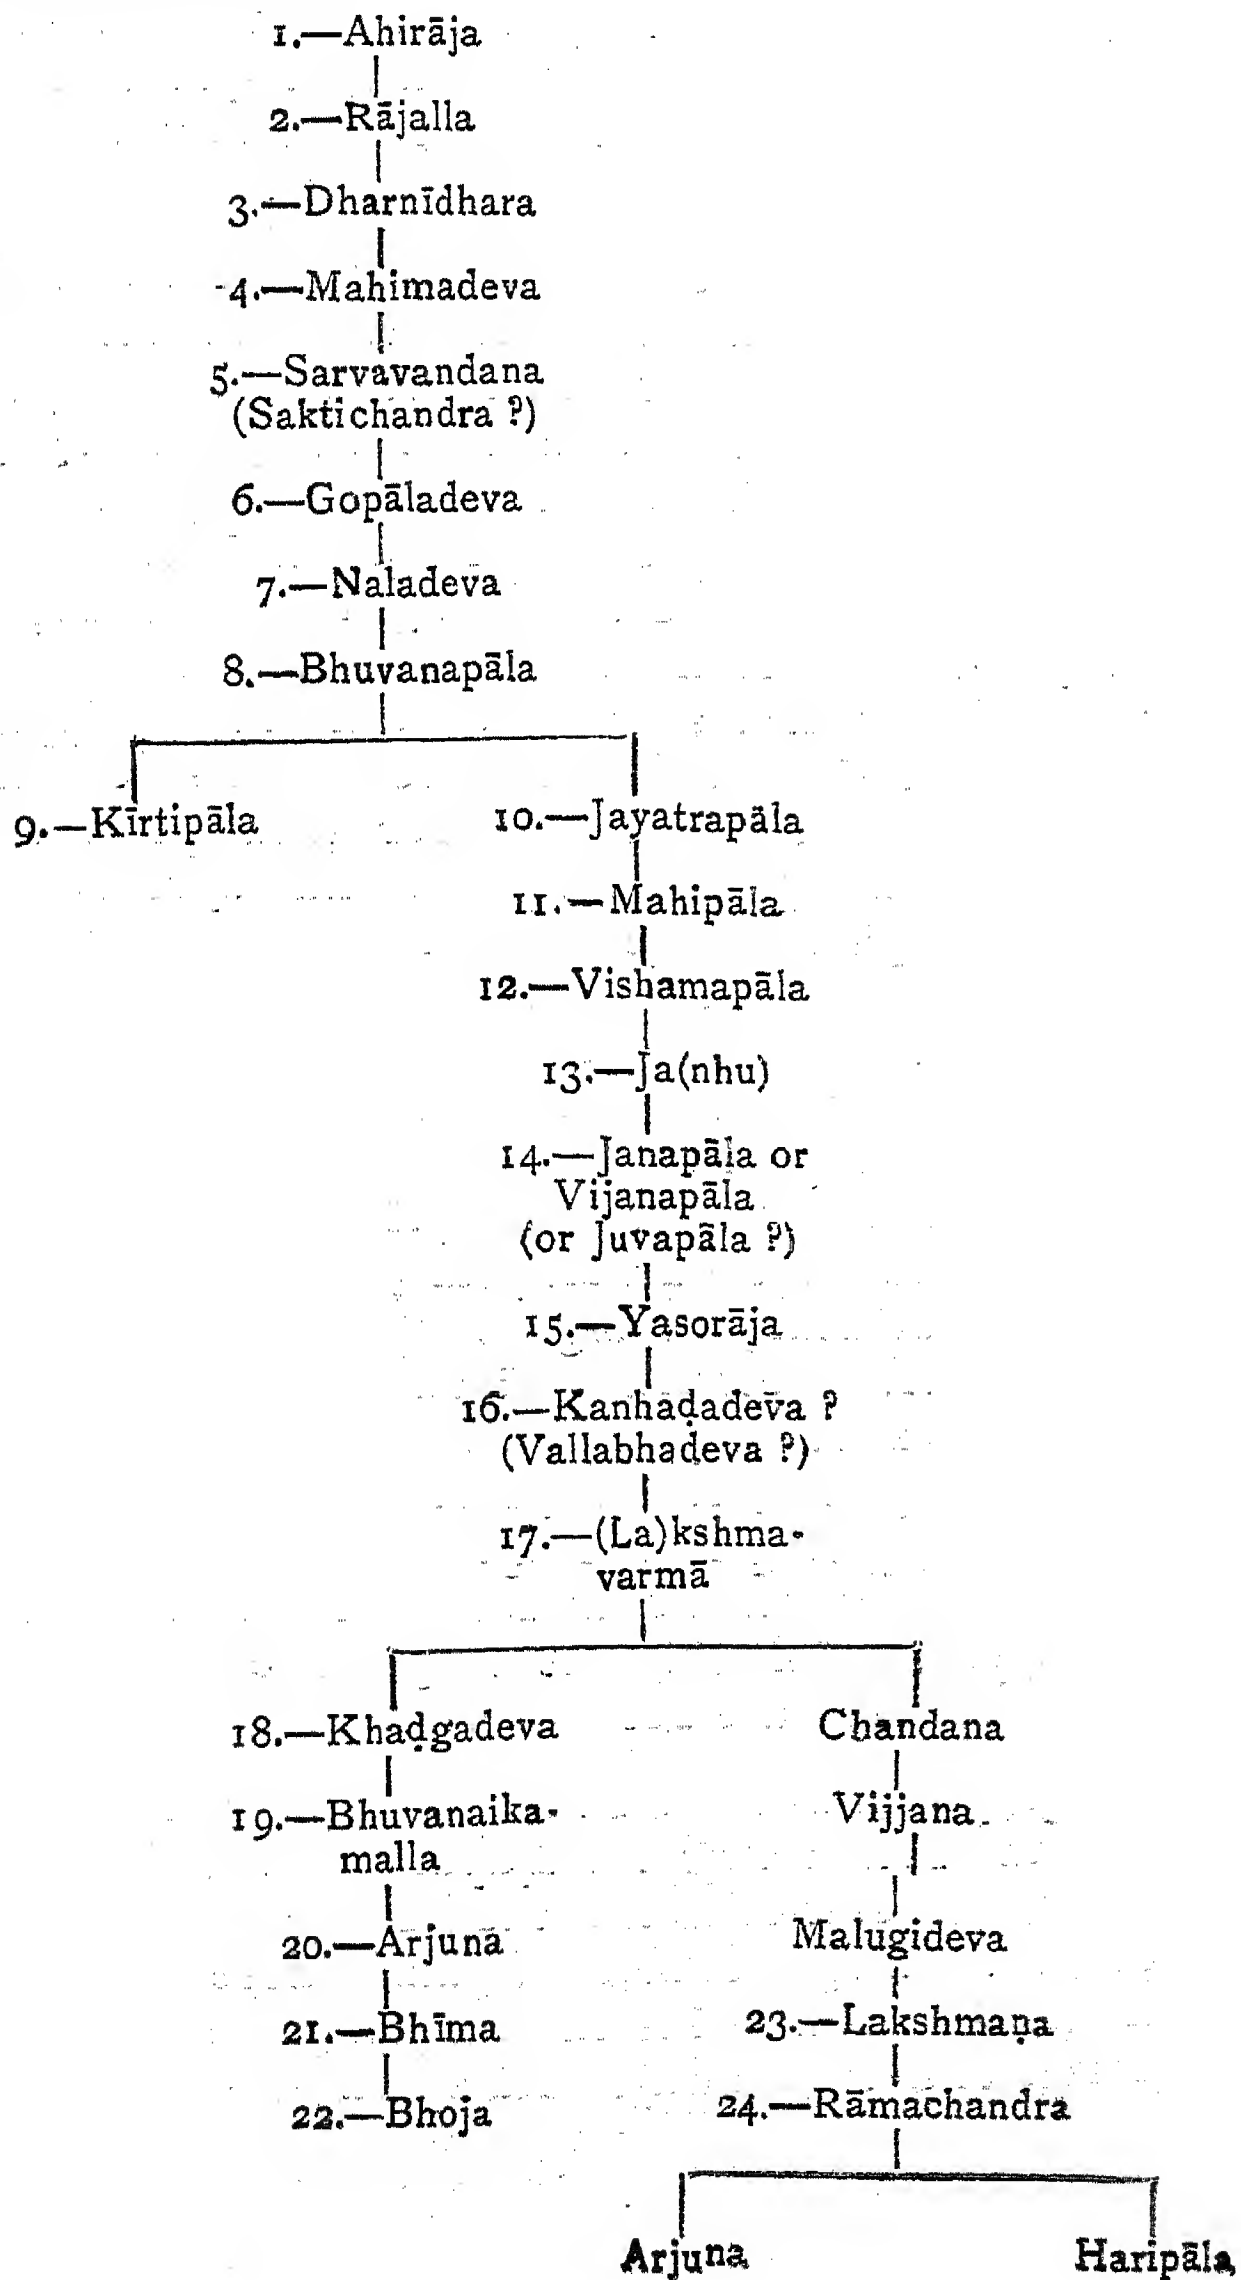 1.—Ahirāja
2.—Rājalla
3.—Dharnīdhara
4.—Mahimadeva
5.—Sarvavandana
(Saktichandra ?)
6.—Gopāladeva
7.—Naladeva
8.—Bhuvanapāla
9.—Kīrtipāla
10.—Jayatrapāla
11.—Mahipāla
12.—Vishamapāla
13.—Ja(nhu)
14.—Janapāla or
Vijanapāla
(or Juvapāla ?)
15.—Yasorāja
16.—Kanhaḍadeva ?
(Vallabhadeva ?)
17.—(La)kshma-
varmā
18.—Khaḍgadeva
Chandana
19.—Bhuvanaika-
malla
Vijjana
20.—Arjuna
Malugideva
21.—Bhīma
23.—Lakshmaṇa
22.—Bhoja
24.—Rāmachandra
Arjuna
Haripāla